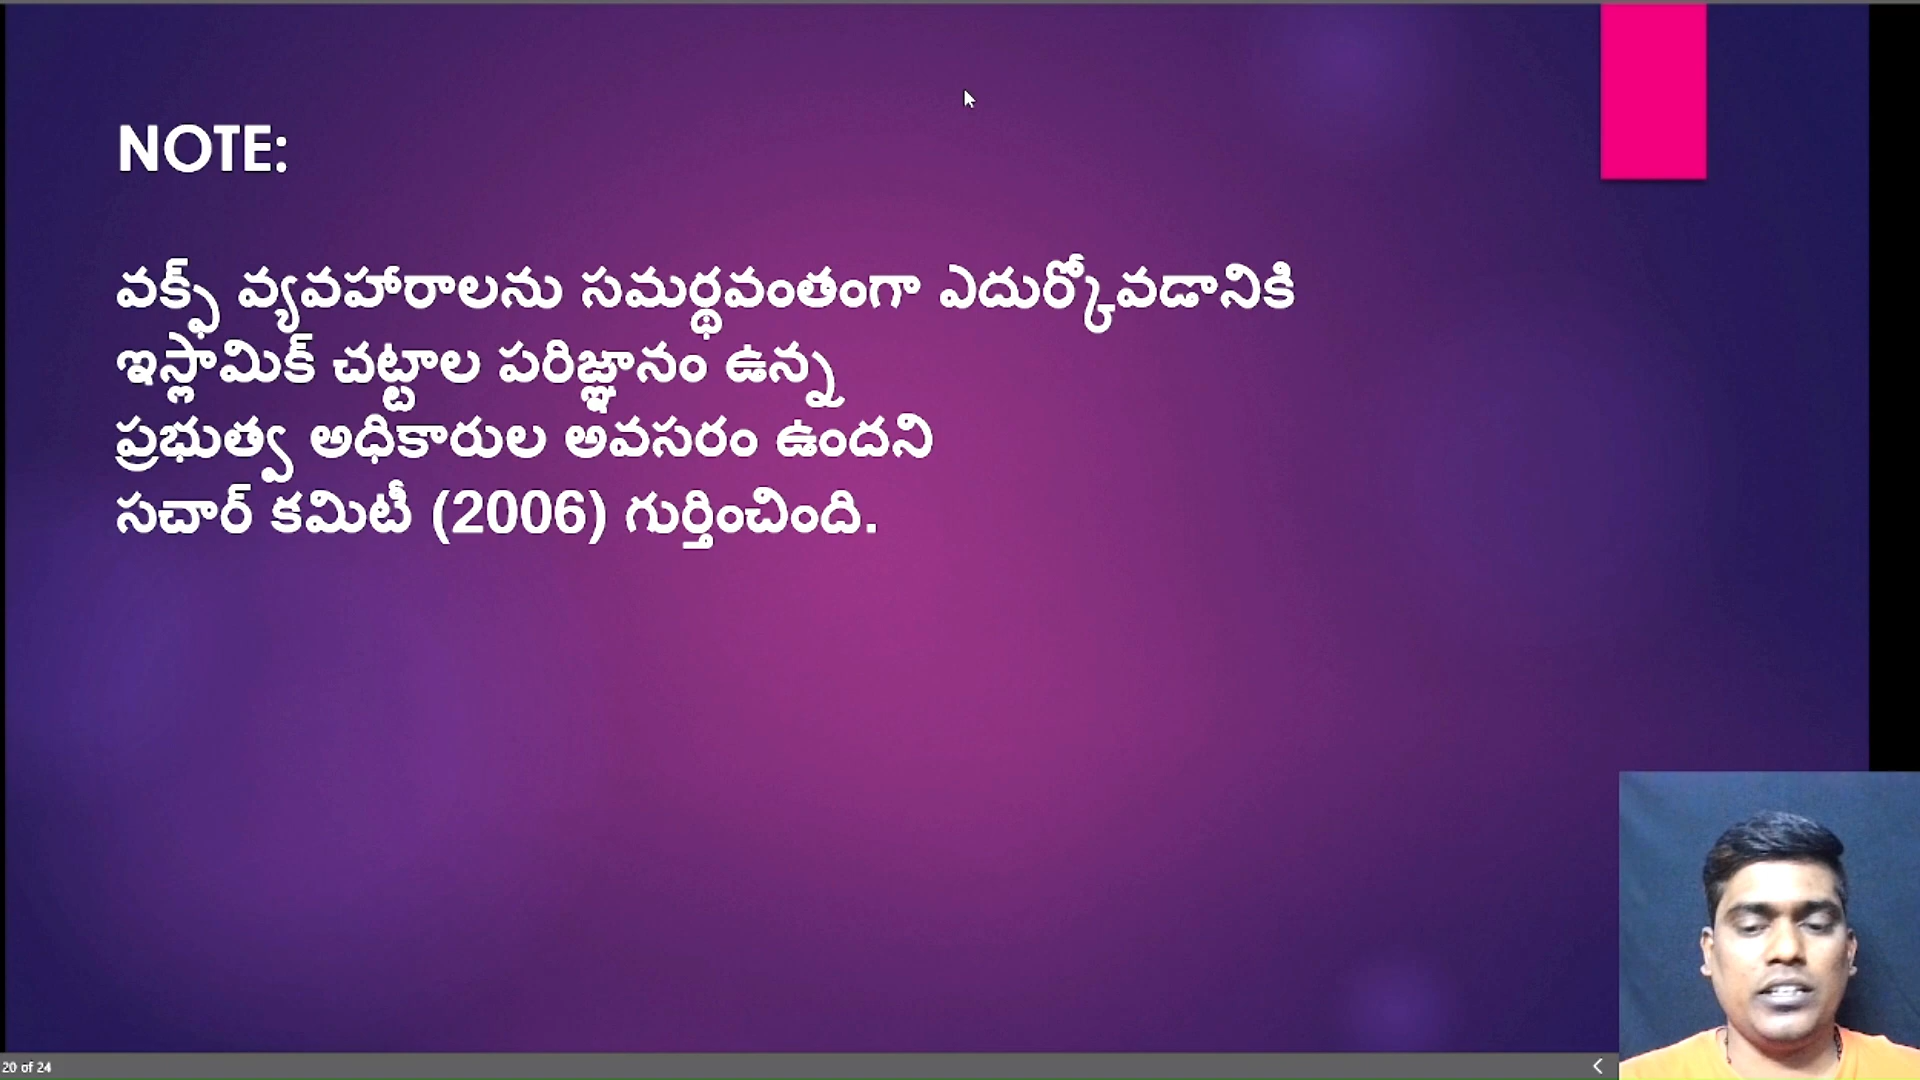 NOTE:
వక్ఫ్ వ్యవహారాలను సమర్థవంతంగా ఎదుర్కోవడానికి
ఇస్లామిక్ చట్టాల పరిజ్ఞానం ఉన్న
ప్రభుత్వ అధికారుల అవసరం ఉందని
సచార్ కమిటీ (2006) గుర్తించింది.
20 of 24